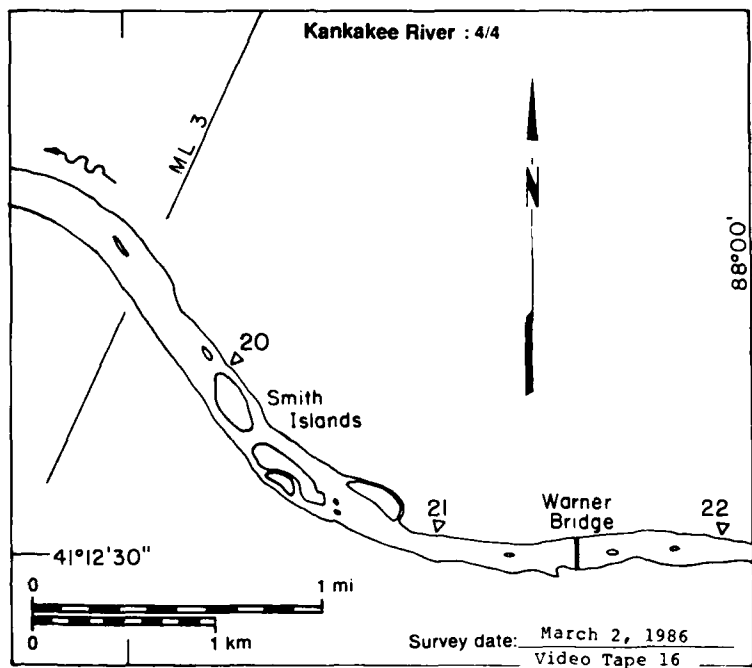 Kankakee River : 4/4
ML 3
N
88°00'
20
Smith
Islands
21
Warner
Bridge
22
41°12'30"
0 1 mi
0 1 km
Survey date: March 2, 1986
Video Tape 16